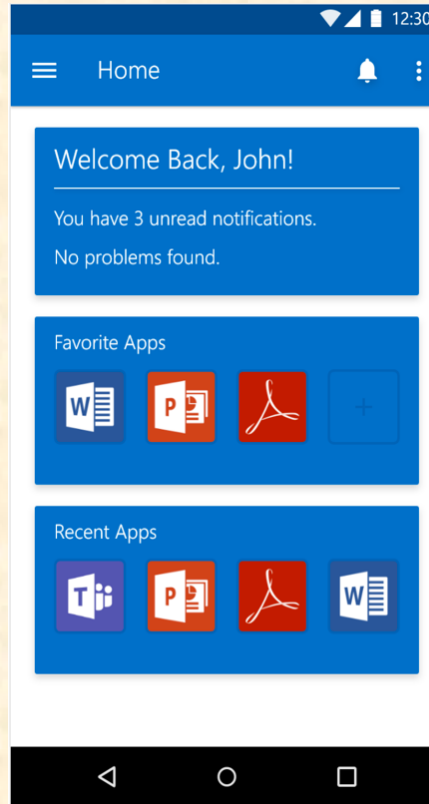 12:30
Home
Welcome Back, John!
You have 3 unread notifications.
No problems found.
Favorite Apps
W P +
Recent Apps
T P W